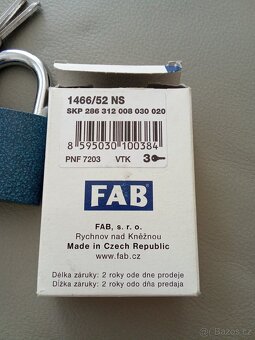 1466/52 NS
SKP 286 312 008 030 020
8 595030 100384
PNF 7203 VTK 3
FAB
FAB, s. r. o.
Rychnov nad Kněžnou
Made in Czech Republic
www.fab.cz
Délka záruky: 2 roky ode dne prodeje
Dĺžka záruky: 2 roky odo dňa predaja
Bazoš.cz